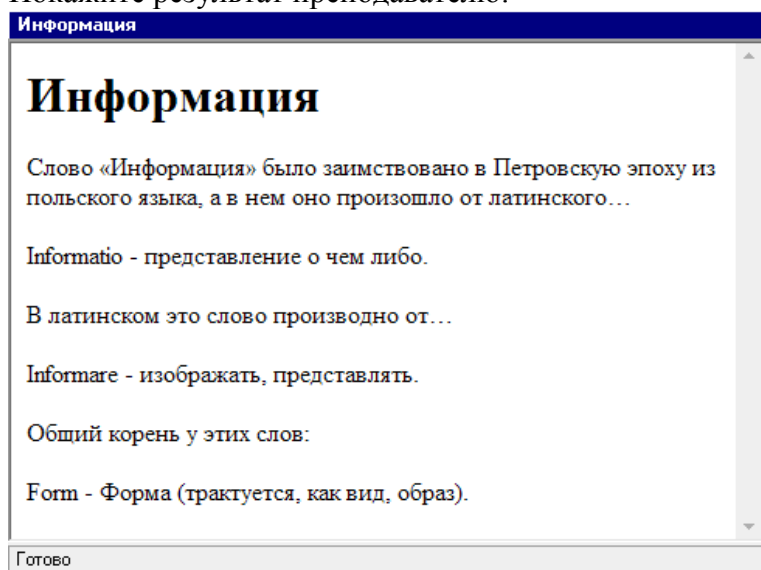 Покажите результат преподавателю.
Информация
Информация
Слово «Информация» было заимствовано в Петровскую эпоху из
польского языка, а в нем оно произошло от латинского…
Informatio - представление о чем либо.
В латинском это слово производно от…
Informare - изображать, представлять.
Общий корень у этих слов:
Form - Форма (трактуется, как вид, образ).
Готово